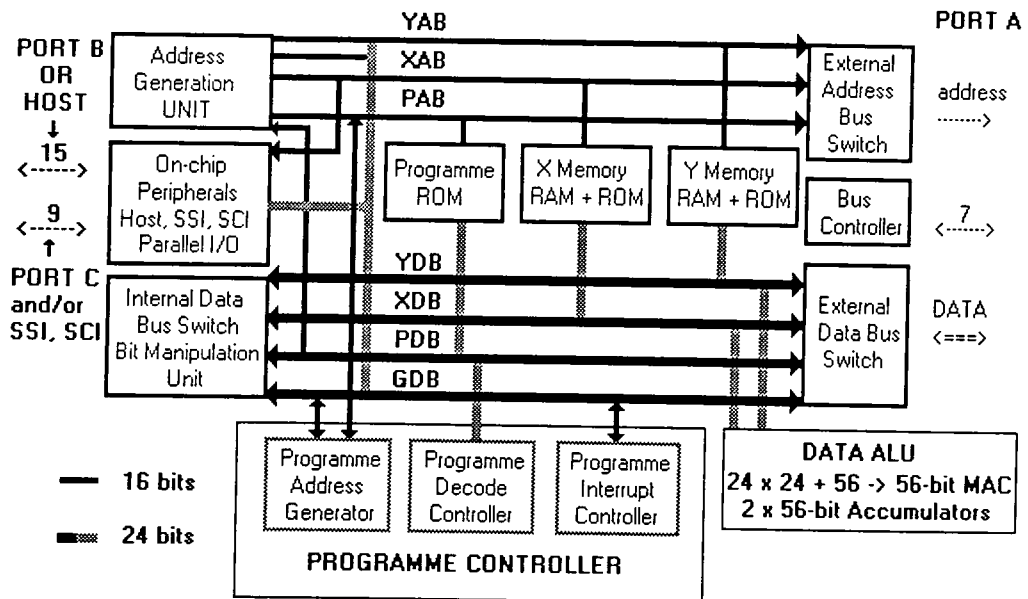 YAB
PORT A
PORT B
OR
HOST
Address
Generation
UNIT
XAB
PAB
External
Address
Bus
Switch
address
15
9
On-chip
Peripherals
Host, SSI, SCI
Parallel I/O
Programme
ROM
X Memory
RAM + ROM
Y Memory
RAM + ROM
Bus
Controller
7
PORT C
and/or
SSI, SCI
Internal Data
Bus Switch
Bit Manipulation
Unit
YDB
XDB
PDB
GDB
External
Data Bus
Switch
DATA
<===>
Programme
Address
Generator
Programme
Decode
Controller
Programme
Interrupt
Controller
PROGRAMME CONTROLLER
DATA ALU
24 x 24 + 56 -> 56-bit MAC
2 x 56-bit Accumulators
16 bits
24 bits